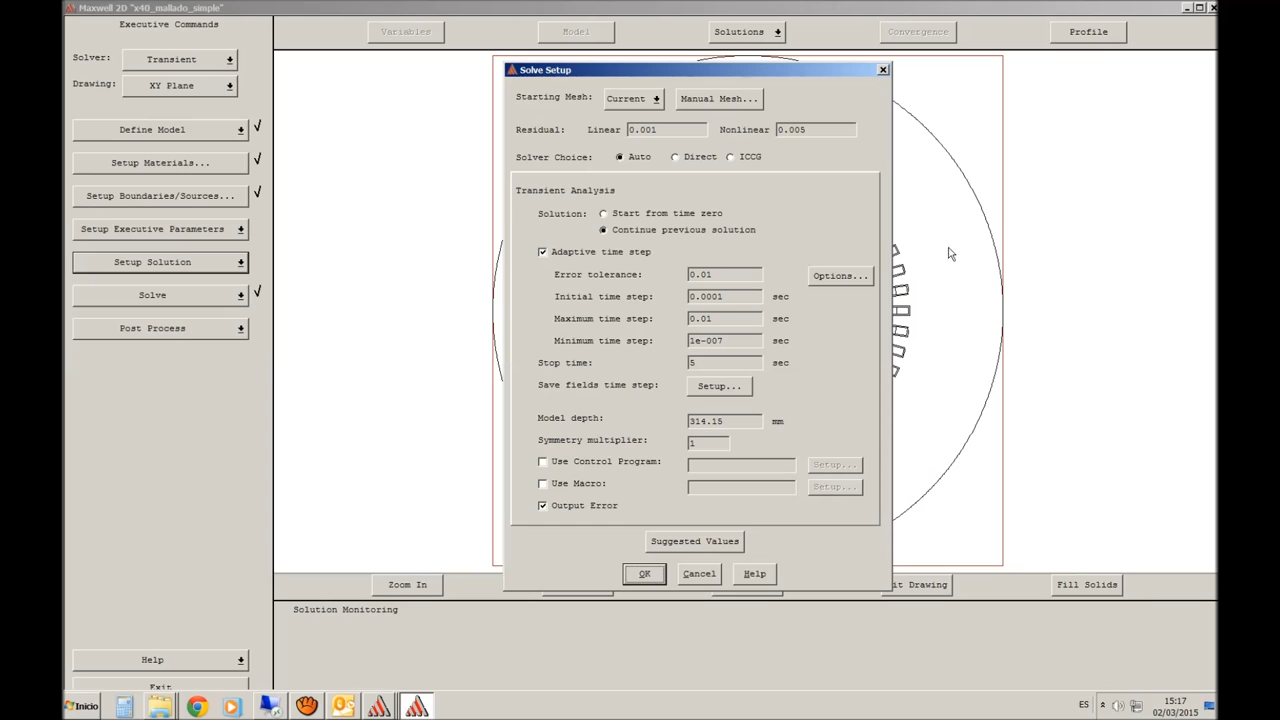 Maxwell 2D "x40_mallado_simple"
Executive Commands
Solver: Transient
Drawing: XY Plane
Define Model
Setup Materials...
Setup Boundaries/Sources...
Setup Executive Parameters
Setup Solution
Solve
Post Process
Help
Exit
Variables Model Solutions Convergence Profile
Solve Setup
Starting Mesh: Current Manual Mesh...
Residual: Linear 0.001 Nonlinear 0.005
Solver Choice: Auto Direct ICCG
Transient Analysis
Solution: Start from time zero
Continue previous solution
Adaptive time step
Error tolerance: 0.01 Options...
Initial time step: 0.0001 sec
Maximum time step: 0.01 sec
Minimum time step: 1e-007 sec
Stop time: 5 sec
Save fields time step: Setup...
Model depth: 314.15 mm
Symmetry multiplier: 1
Use Control Program: Setup...
Use Macro: Setup...
Output Error
Suggested Values
OK Cancel Help
Zoom In t Drawing Fill Solids
Solution Monitoring
Inicio
ES 15:17
02/03/2015